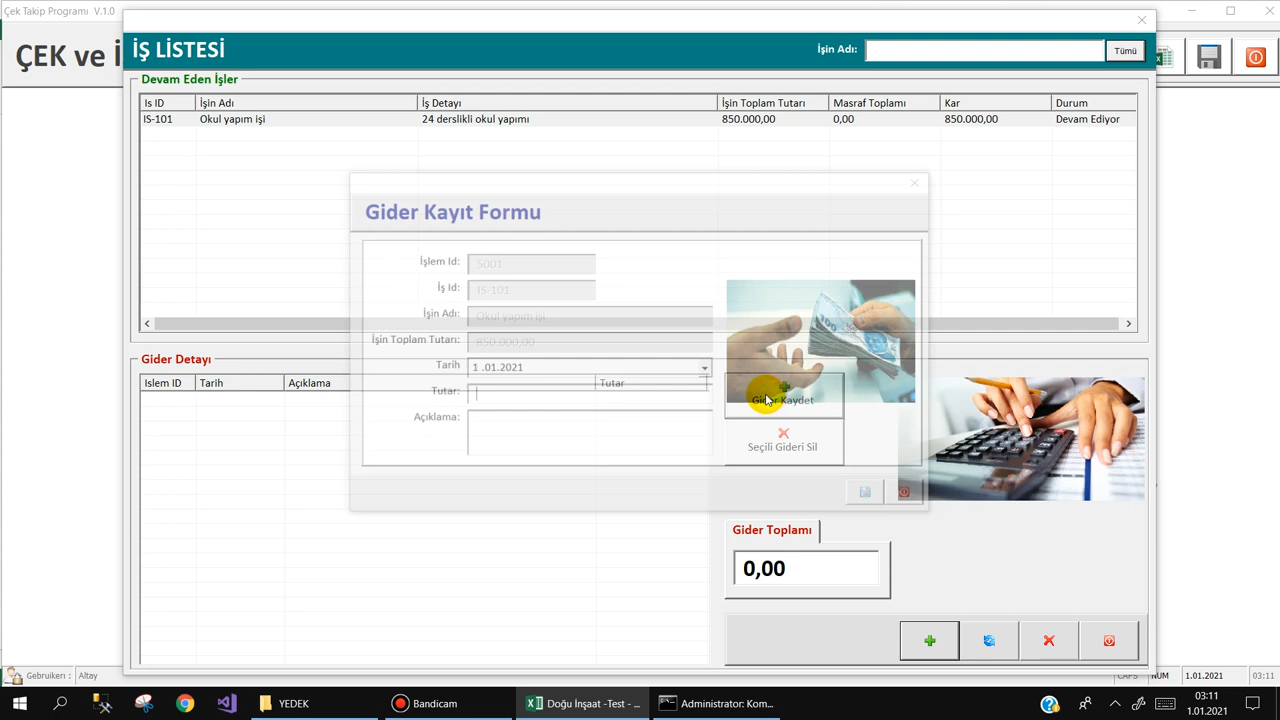 Çek Takip Programı V.1.0
ÇEK ve İ
İŞ LİSTESİ
İşin Adı:
Tümü
Devam Eden İşler
Is ID İşin Adı İş Detayı İşin Toplam Tutarı Masraf Toplamı Kar Durum
IS-101 Okul yapım işi 24 derslikli okul yapımı 850.000,00 0,00 850.000,00 Devam Ediyor
Gider Kayıt Formu
İşlem Id: 5001
İş Id: IS-101
İşin Adı: Okul yapım işi
İşin Toplam Tutarı: 850.000,00
Tarih 1 .01.2021
Tutar:
Açıklama:
Gider Detayı
Islem ID Tarih Açıklama Tutar
Gider Kaydet
Seçili Gideri Sil
Gider Toplamı
0,00
Gebruikerı : Altay
CAPS NUM 1.01.2021 03:11
YEDEK
Bandicam
Doğu İnşaat -Test - ...
Administrator: Kom...
03:11
1.01.2021